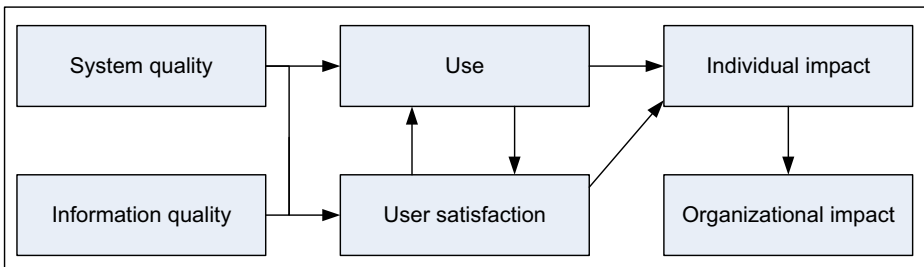 System quality
Use
Individual impact
Information quality
User satisfaction
Organizational impact